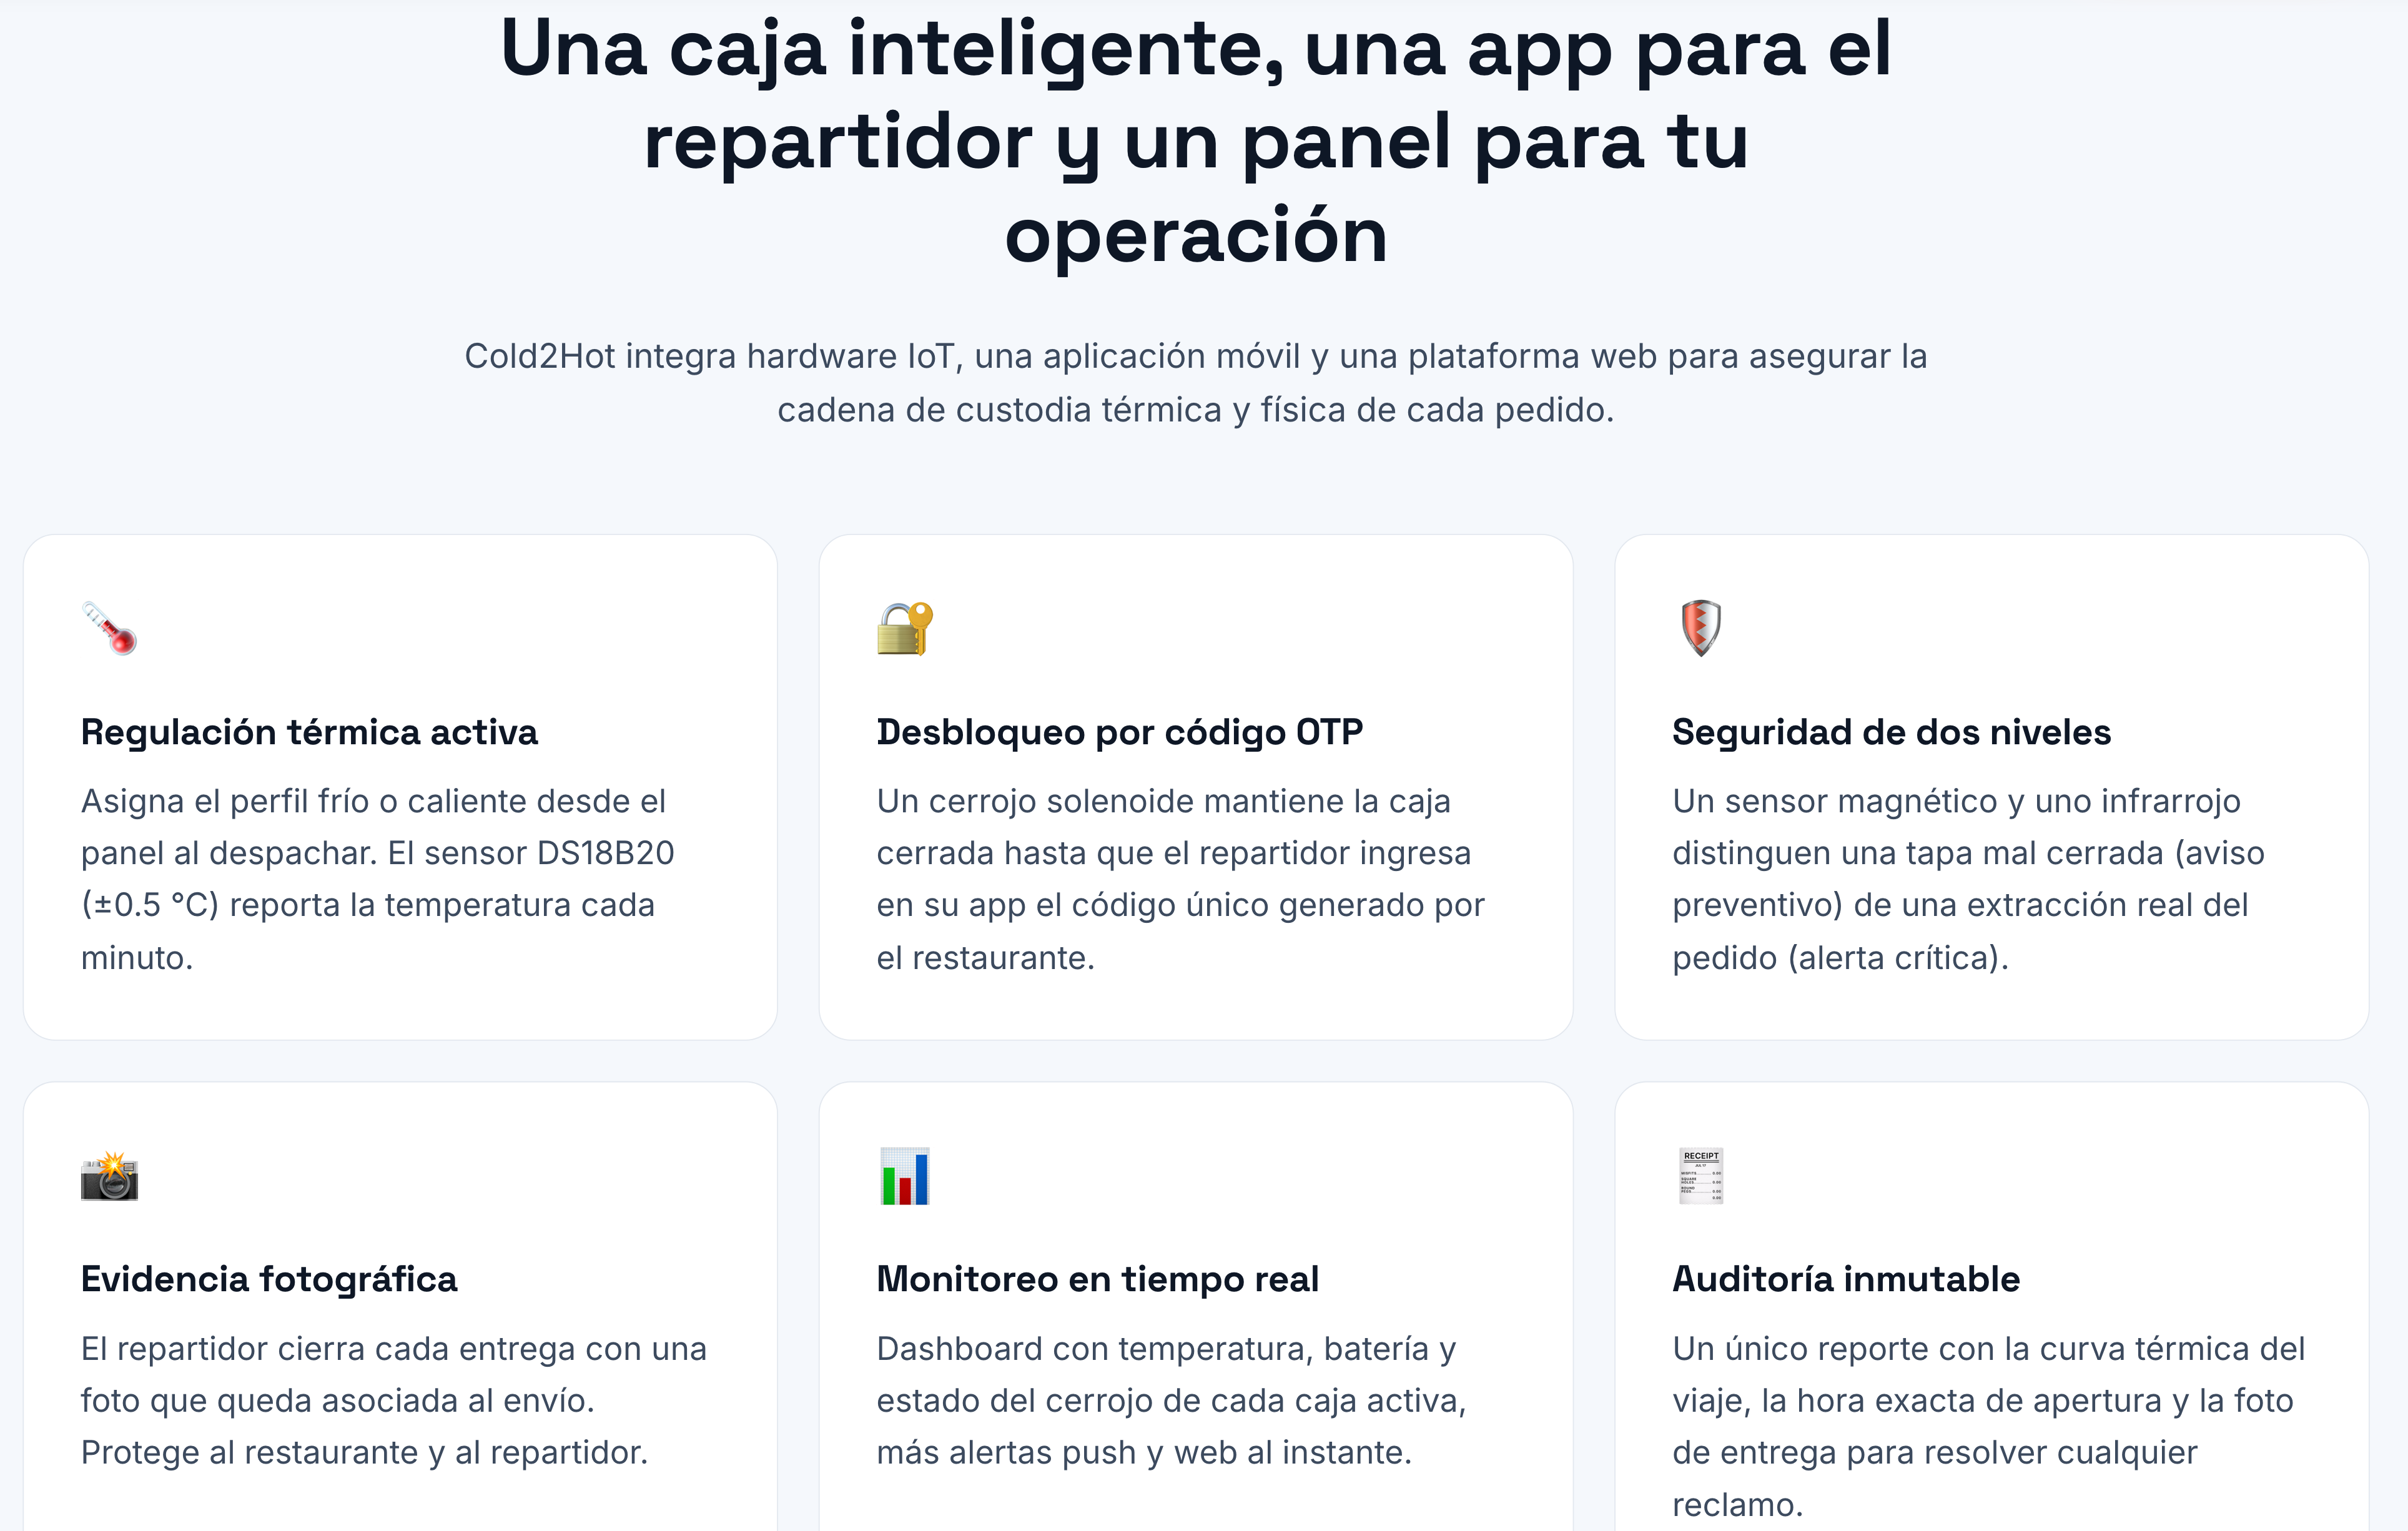 Una caja inteligente, una app para el
repartidor y un panel para tu
operación
Cold2Hot integra hardware IoT, una aplicación móvil y una plataforma web para asegurar la
cadena de custodia térmica y física de cada pedido.
Regulación térmica activa
Asigna el perfil frío o caliente desde el
panel al despachar. El sensor DS18B20
(±0.5 °C) reporta la temperatura cada
minuto.
Desbloqueo por código OTP
Un cerrojo solenoide mantiene la caja
cerrada hasta que el repartidor ingresa
en su app el código único generado por
el restaurante.
Seguridad de dos niveles
Un sensor magnético y uno infrarrojo
distinguen una tapa mal cerrada (aviso
preventivo) de una extracción real del
pedido (alerta crítica).
Evidencia fotográfica
El repartidor cierra cada entrega con una
foto que queda asociada al envío.
Protege al restaurante y al repartidor.
Monitoreo en tiempo real
Dashboard con temperatura, batería y
estado del cerrojo de cada caja activa,
más alertas push y web al instante.
RECEIPT
Auditoría inmutable
Un único reporte con la curva térmica del
viaje, la hora exacta de apertura y la foto
de entrega para resolver cualquier
reclamo.